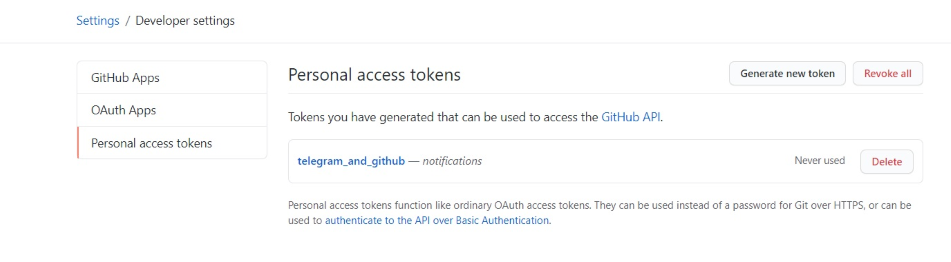 Settings / Developer settings
GitHub Apps
OAuth Apps
Personal access tokens
Personal access tokens
Generate new token
Revoke all
Tokens you have generated that can be used to access the GitHub API.
telegram_and_github — notifications
Never used
Delete
Personal access tokens function like ordinary OAuth access tokens. They can be used instead of a password for Git over HTTPS, or can be
used to authenticate to the API over Basic Authentication.